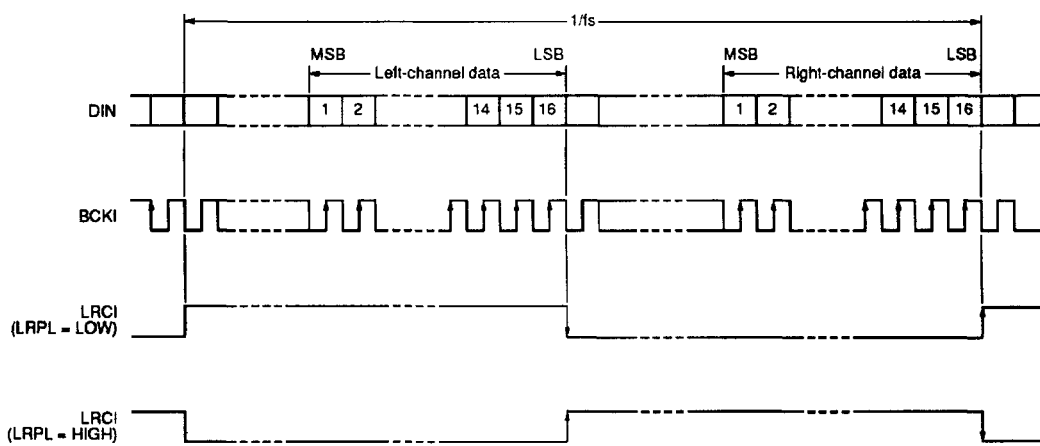 1/fs
MSB LSB MSB LSB
Left-channel data Right-channel data
DIN 1 2 14 15 16 1 2 14 15 16
BCKI
LRCI
(LRPL = LOW)
LRCI
(LRPL = HIGH)